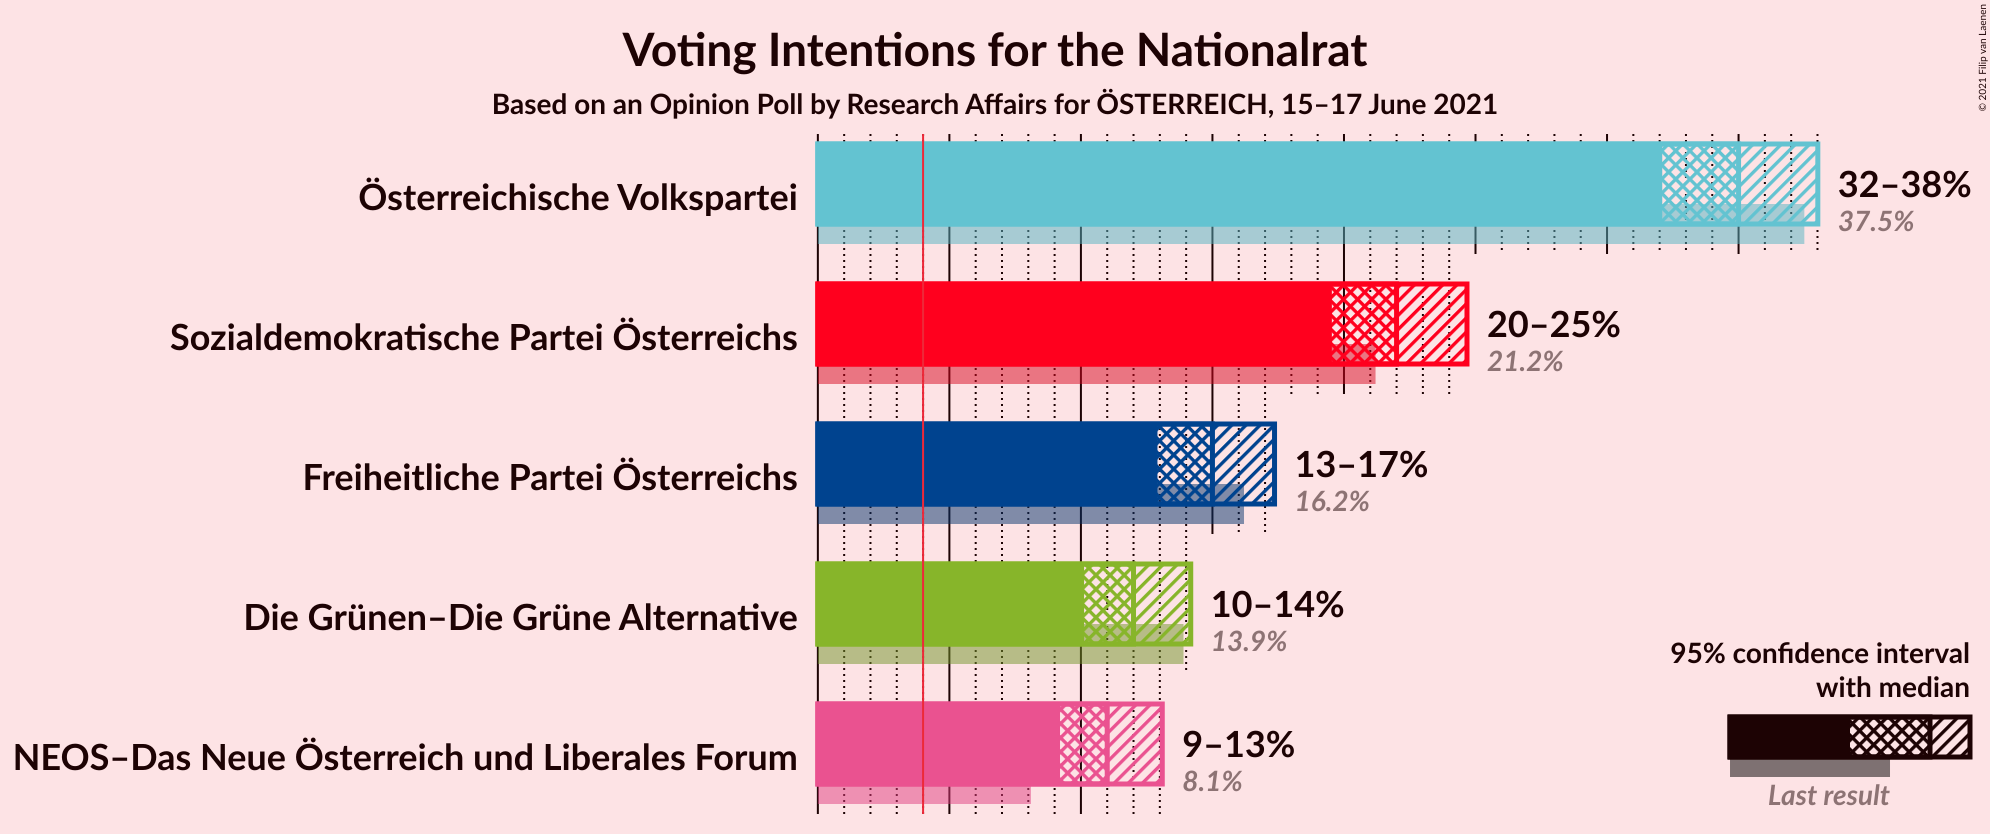 Voting Intentions for the Nationalrat
Based on an Opinion Poll by Research Affairs for ÖSTERREICH, 15–17 June 2021
© 2021 Filip van Laenen
Österreichische Volkspartei
32–38%
37.5%
Sozialdemokratische Partei Österreichs
20–25%
21.2%
Freiheitliche Partei Österreichs
13–17%
16.2%
Die Grünen–Die Grüne Alternative
10–14%
13.9%
NEOS–Das Neue Österreich und Liberales Forum
9–13%
8.1%
95% confidence interval
with median
Last result